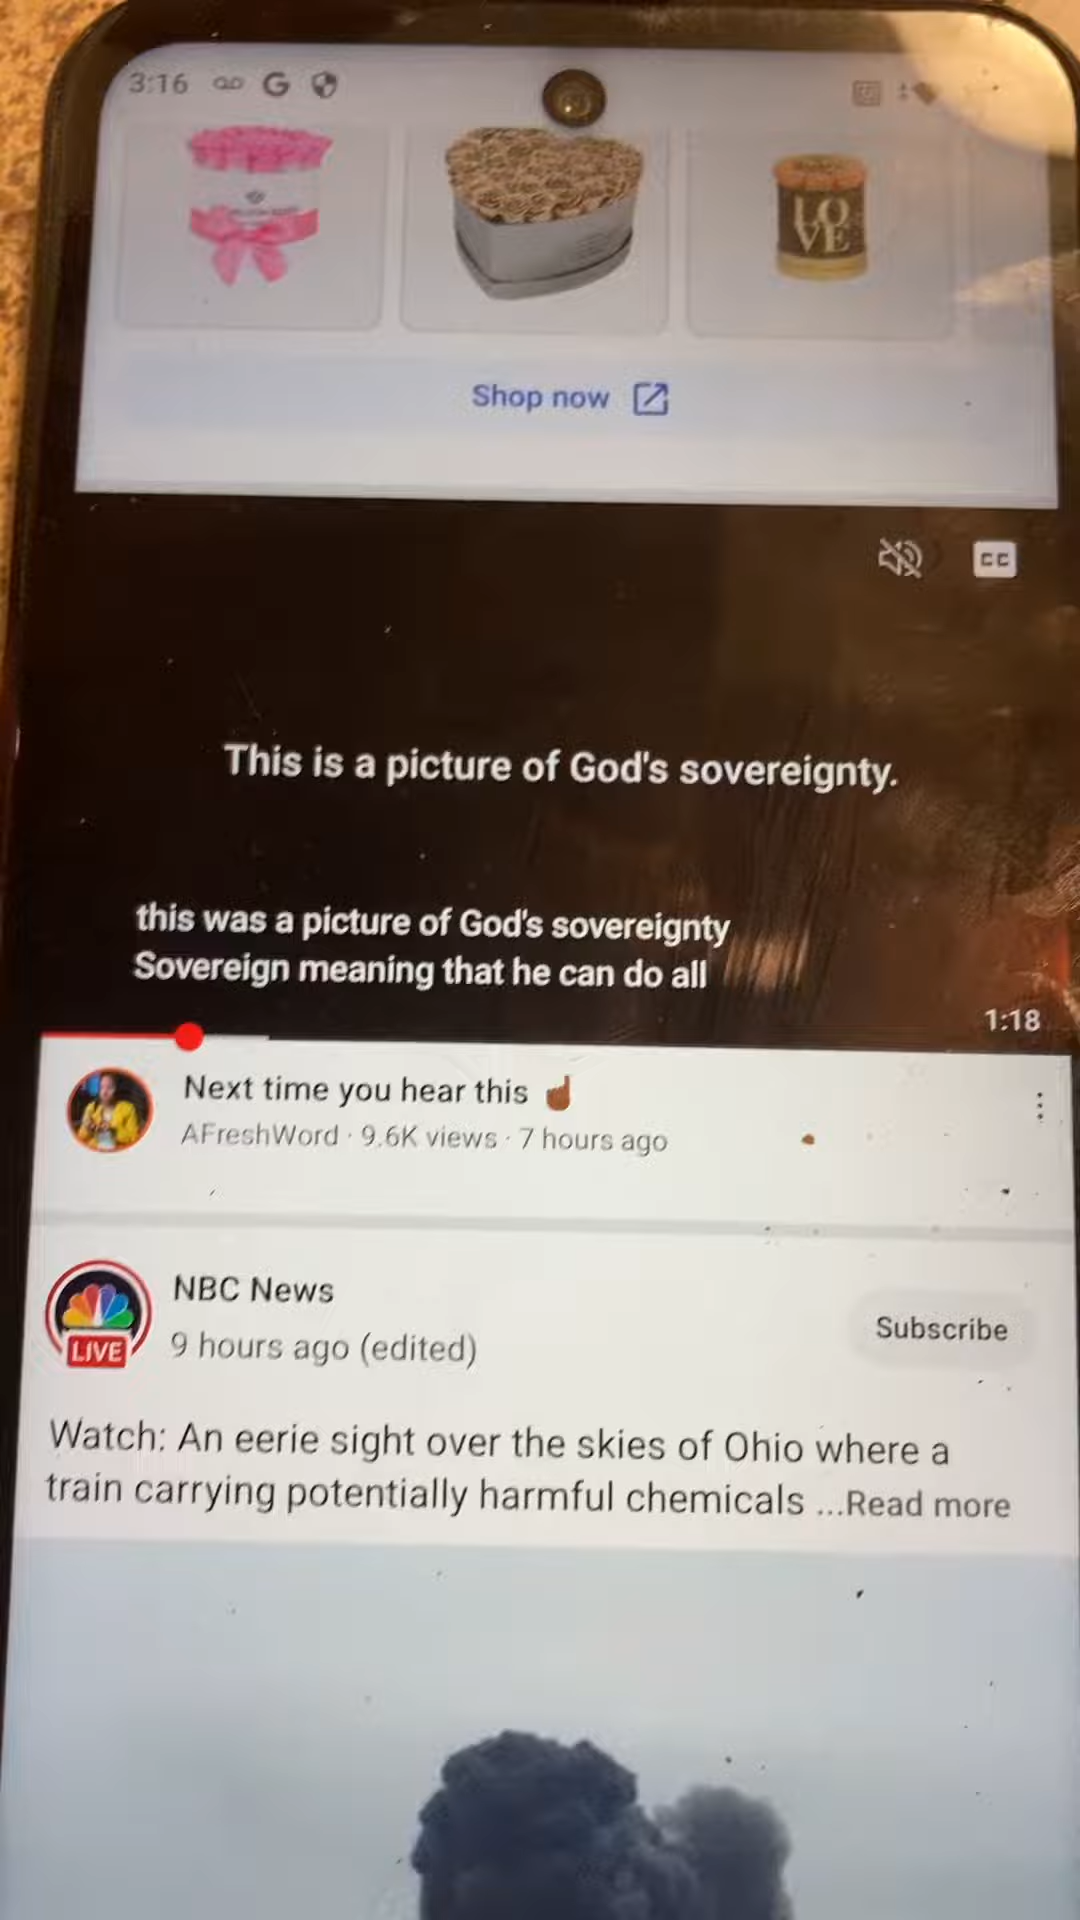 3:16
LO
VE
Shop now
CC
This is a picture of God's sovereignty.
this was a picture of God's sovereignty
Sovereign meaning that he can do all
1:18
Next time you hear this
AFreshWord · 9.6K views · 7 hours ago
NBC News
LIVE
9 hours ago (edited)
Subscribe
Watch: An eerie sight over the skies of Ohio where a
train carrying potentially harmful chemicals ...Read more